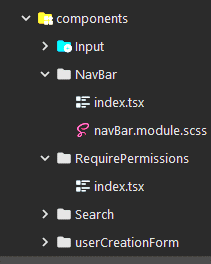 components
Input
NavBar
index.tsx
navBar.module.scss
RequirePermissions
index.tsx
Search
userCreationForm